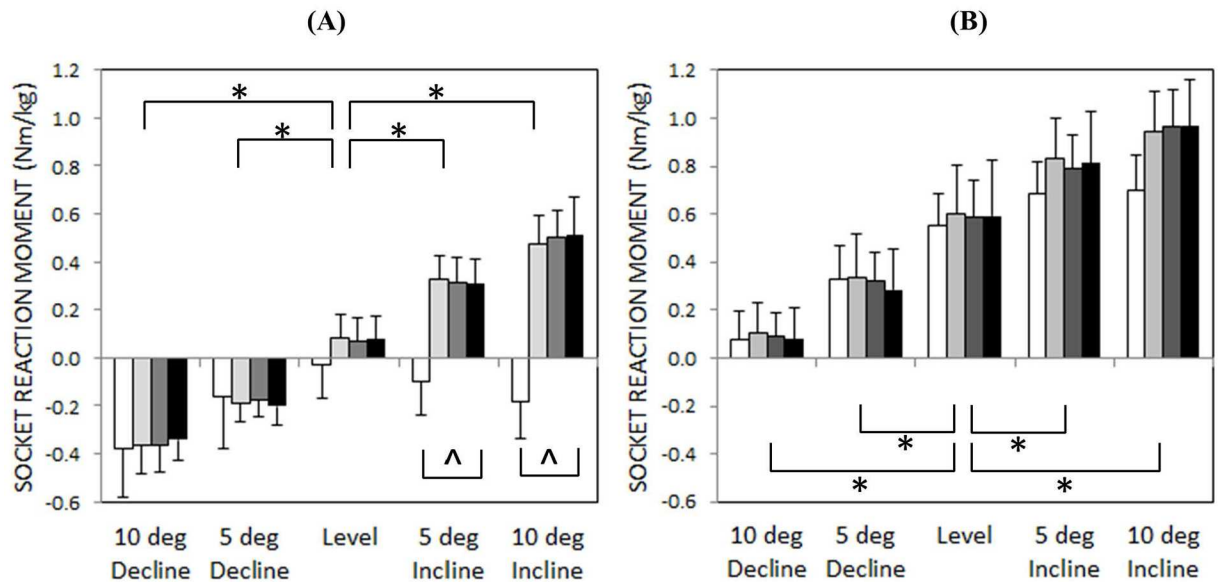 (A)
(B)
SOCKET REACTION MOMENT (Nm/kg)
1.2
1.0
0.8
0.6
0.4
0.2
0.0
-0.2
-0.4
-0.6
*
*
*
*
^
^
10 deg
Decline
5 deg
Decline
Level
5 deg
Incline
10 deg
Incline
SOCKET REACTION MOMENT (Nm/kg)
1.2
1.0
0.8
0.6
0.4
0.2
0.0
-0.2
-0.4
-0.6
*
*
*
*
10 deg
Decline
5 deg
Decline
Level
5 deg
Incline
10 deg
Incline